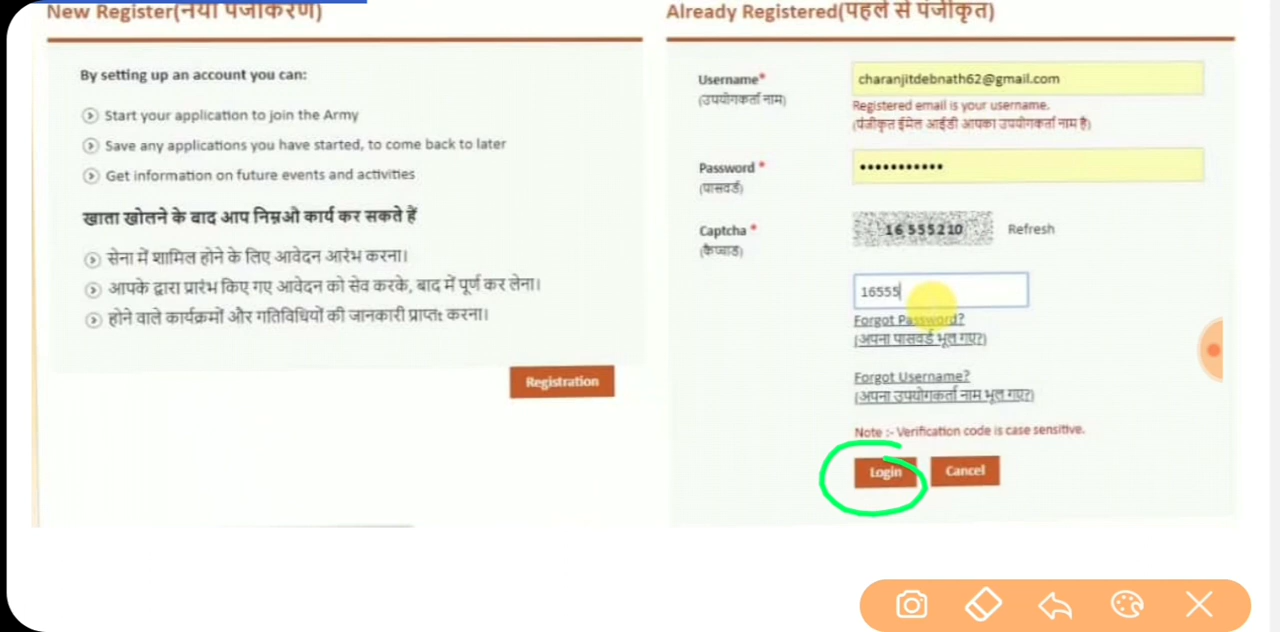 New Register(नया पंजीकरण)
By setting up an account you can:
Start your application to join the Army
Save any applications you have started, to come back to later
Get information on future events and activities
खाता खोलने के बाद आप निम्नओ कार्य कर सकते हैं
सेना में शामिल होने के लिए आवेदन आरंभ करना।
आपके द्वारा प्रारंभ किए गए आवेदन को सेव करके, बाद में पूर्ण कर लेना।
होने वाले कार्यक्रमों और गतिविधियों की जानकारी प्राप्तt करना।
Registration
Already Registered(पहले से पंजीकृत)
Username* charanjitdebnath62@gmail.com
(उपयोगकर्ता नाम)
Registered email is your username.
(पंजीकृत ईमेल आईडी आपका उपयोगकर्ता नाम है)
Password *
(पासवर्ड)
Captcha * 16 555210 Refresh
(कैप्चाड)
16555
Forgot Password?
(अपना पासवर्ड भूल गए?)
Forgot Username?
(अपना उपयोगकर्ता नाम भूल गए?)
Note :- Verification code is case sensitive.
Login Cancel